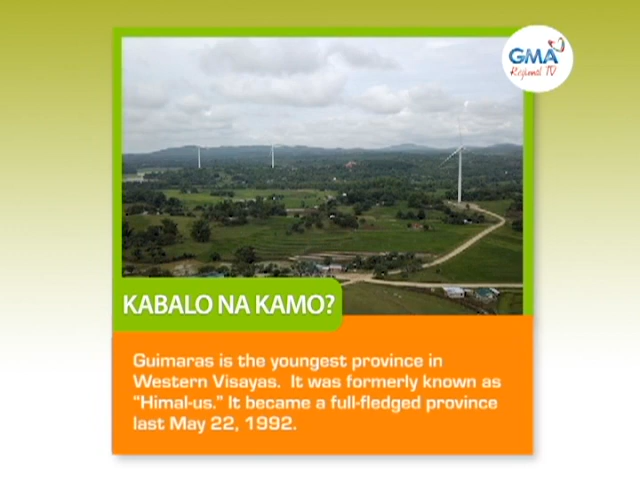 GMA
Regional TV
KABALO NA KAMO?
Guimaras is the youngest province in
Western Visayas. It was formerly known as
"Himal-us." It became a full-fledged province
last May 22, 1992.